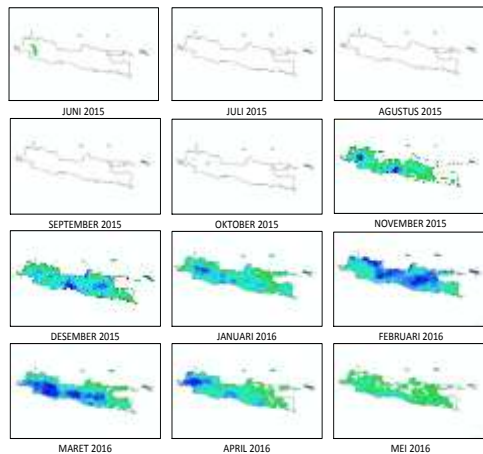 JUNI 2015
JULI 2015
AGUSTUS 2015
SEPTEMBER 2015
OKTOBER 2015
NOVEMBER 2015
DESEMBER 2015
JANUARI 2016
FEBRUARI 2016
MARET 2016
APRIL 2016
MEI 2016